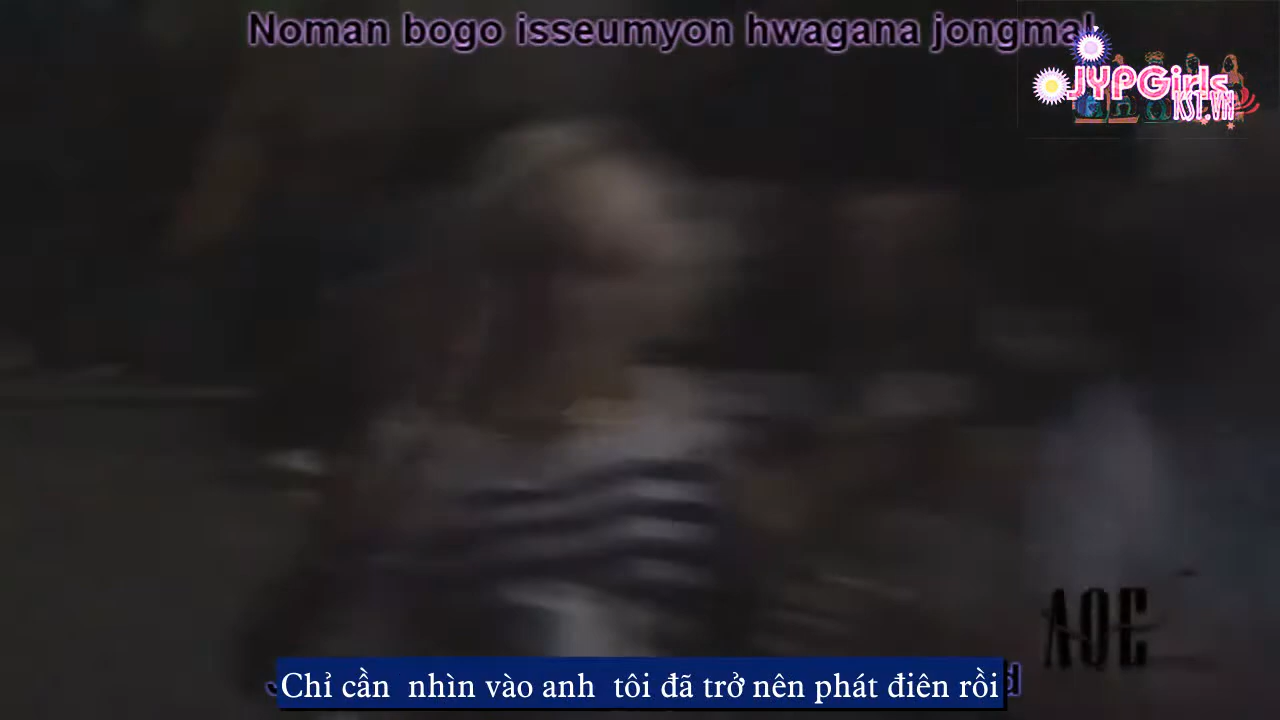 Noman bogo isseumyon hwagana jongmal
JYPGirls
KST.VN
AQE
Chỉ cần nhìn vào anh tôi đã trở nên phát điên rồi